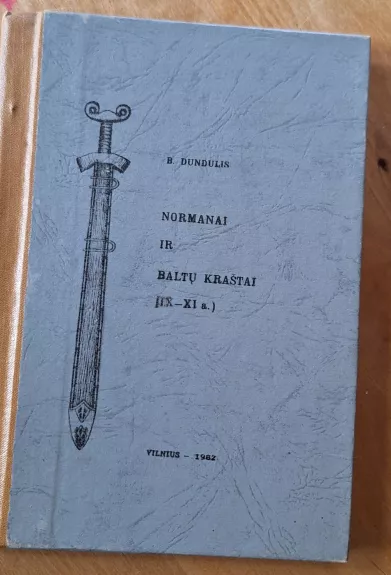 B. DUNDULIS
NORMANAI
IR
BALTŲ KRAŠTAI
(IX–XI a.)
VILNIUS – 1982